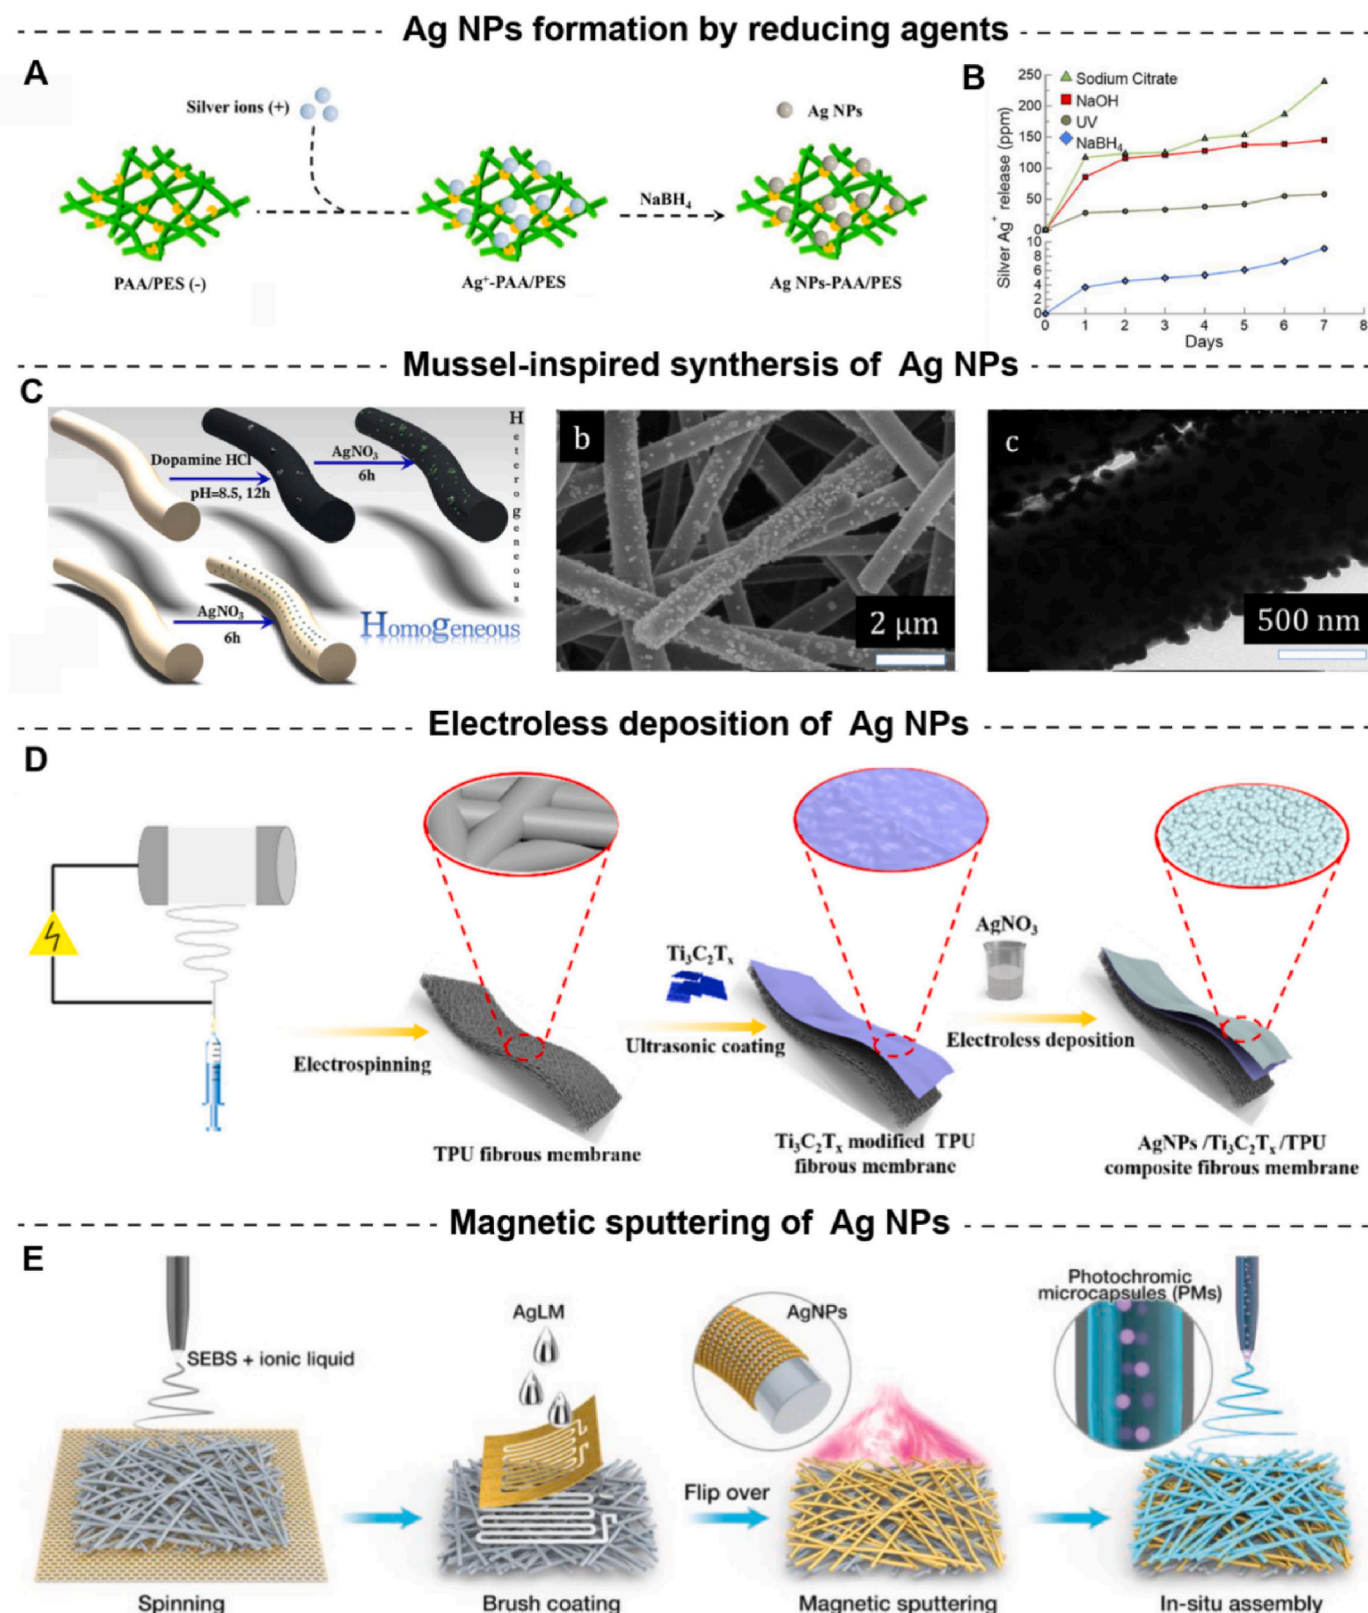 Ag NPs formation by reducing agents
A
Silver ions (+)
Ag NPs
NaBH₄
PAA/PES (-)
Ag⁺-PAA/PES
Ag NPs-PAA/PES
B
Silver Ag⁺ release (ppm)
250
200
150
100
50
0
10
8
6
4
2
0
Sodium Citrate
NaOH
UV
NaBH₄
0 1 2 3 4 5 6 7 8
Days
Mussel-inspired synthersis of Ag NPs
C
Dopamine HCl
pH=8.5, 12h
AgNO₃
6h
Heterogeneous
AgNO₃
6h
Homogeneous
b
2 μm
c
500 nm
Electroless deposition of Ag NPs
D
Electrospinning
TPU fibrous membrane
Ti₃C₂Tₓ
Ultrasonic coating
Ti₃C₂Tₓ modified TPU
fibrous membrane
AgNO₃
Electroless deposition
AgNPs /Ti₃C₂Tₓ /TPU
composite fibrous membrane
Magnetic sputtering of Ag NPs
E
SEBS + ionic liquid
Spinning
AgLM
Brush coating
Flip over
AgNPs
Magnetic sputtering
Photochromic
microcapsules (PMs)
In-situ assembly